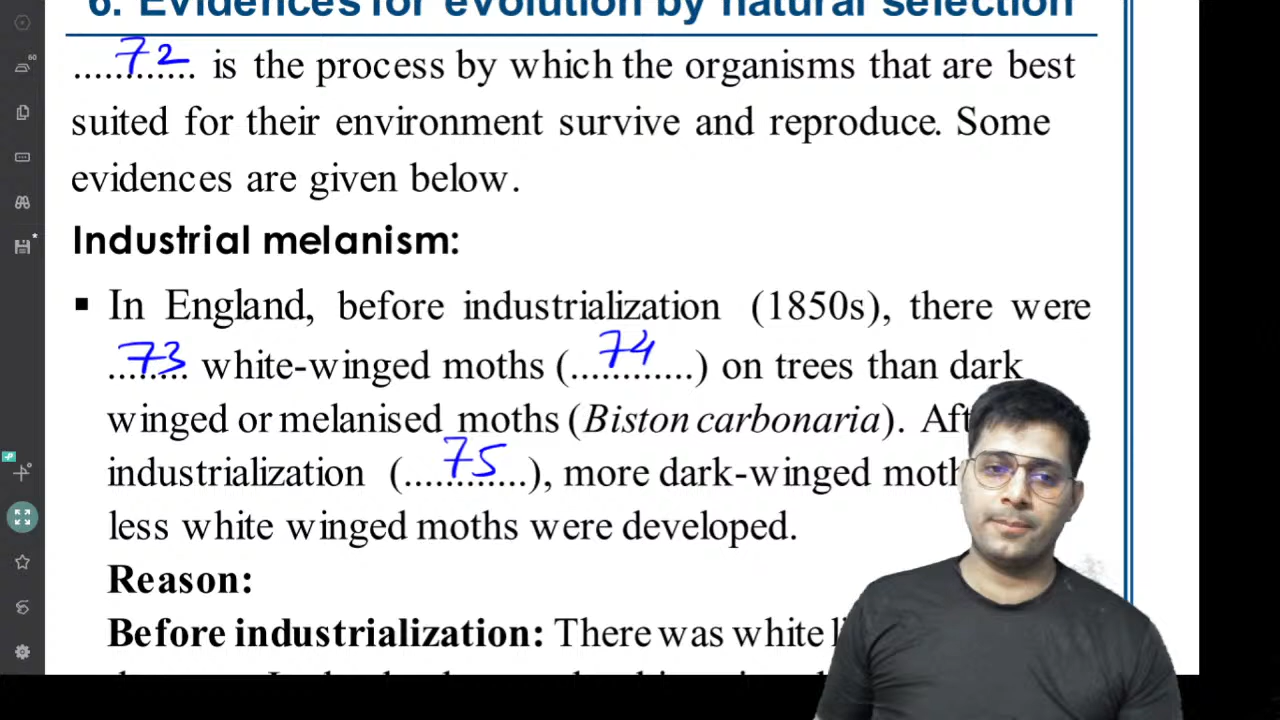 6. Evidences for evolution by natural selection
.....72..... is the process by which the organisms that are best
suited for their environment survive and reproduce. Some
evidences are given below.
Industrial melanism:
▪ In England, before industrialization (1850s), there were
..73.. white-winged moths (....74....) on trees than dark
winged or melanised moths (Biston carbonaria). Aft
industrialization (....75....), more dark-winged moth
less white winged moths were developed.
Reason:
Before industrialization: There was white